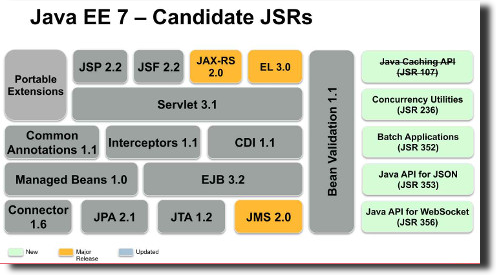 Java EE 7 – Candidate JSRs
Portable
Extensions
JSP 2.2
JSF 2.2
JAX-RS
2.0
EL 3.0
Servlet 3.1
Common
Annotations 1.1
Interceptors 1.1
CDI 1.1
Managed Beans 1.0
EJB 3.2
Connector
1.6
JPA 2.1
JTA 1.2
JMS 2.0
Bean Validation 1.1
Java Caching API
(JSR 107)
Concurrency Utilities
(JSR 236)
Batch Applications
(JSR 352)
Java API for JSON
(JSR 353)
Java API for WebSocket
(JSR 356)
New
Major
Release
Updated